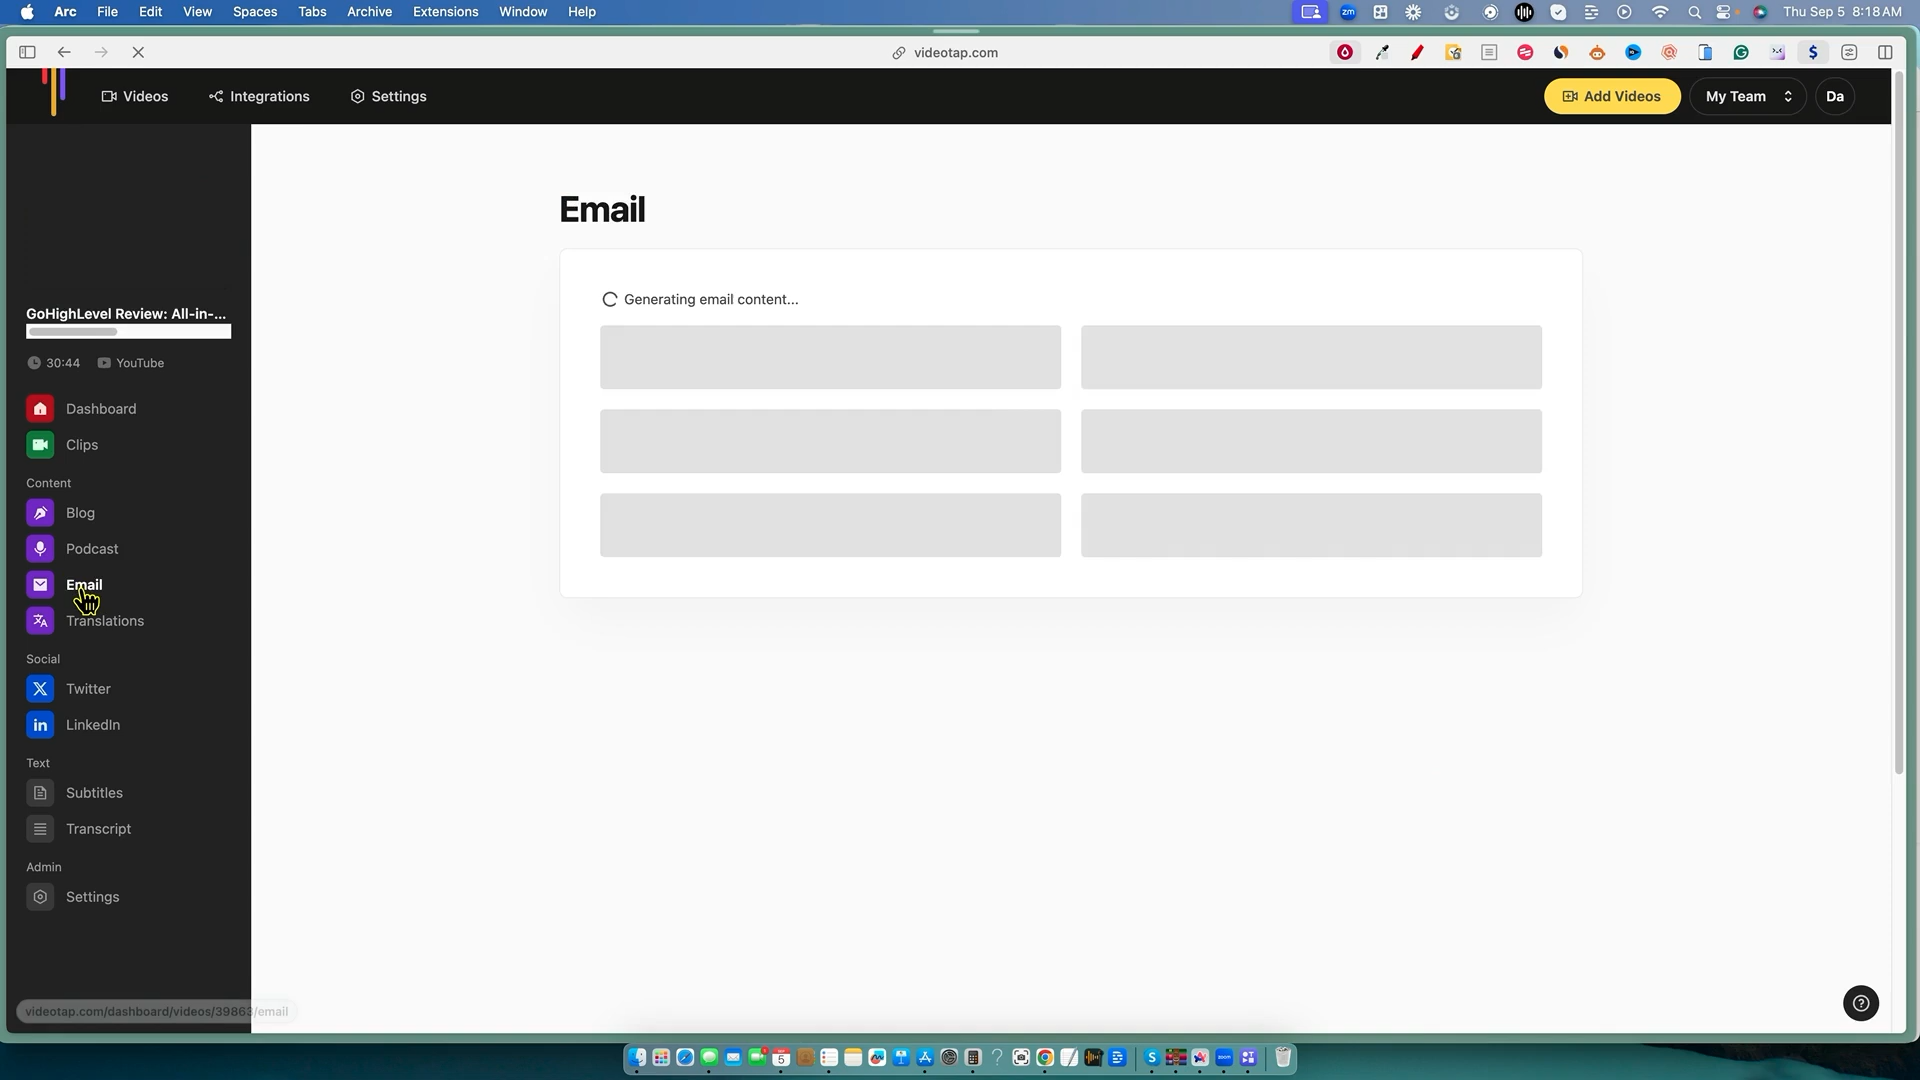 Arc File Edit View Spaces Tabs Archive Extensions Window Help zm Thu Sep 5 8:18 AM
videotap.com
Videos Integrations Settings Add Videos My Team Da
Email
Generating email content...
GoHighLevel Review: All-in-...
30:44 YouTube
Dashboard
Clips
Content
Blog
Podcast
Email
Translations
Social
Twitter
LinkedIn
Text
Subtitles
Transcript
Admin
Settings
videotap.com/dashboard/videos/39863/email